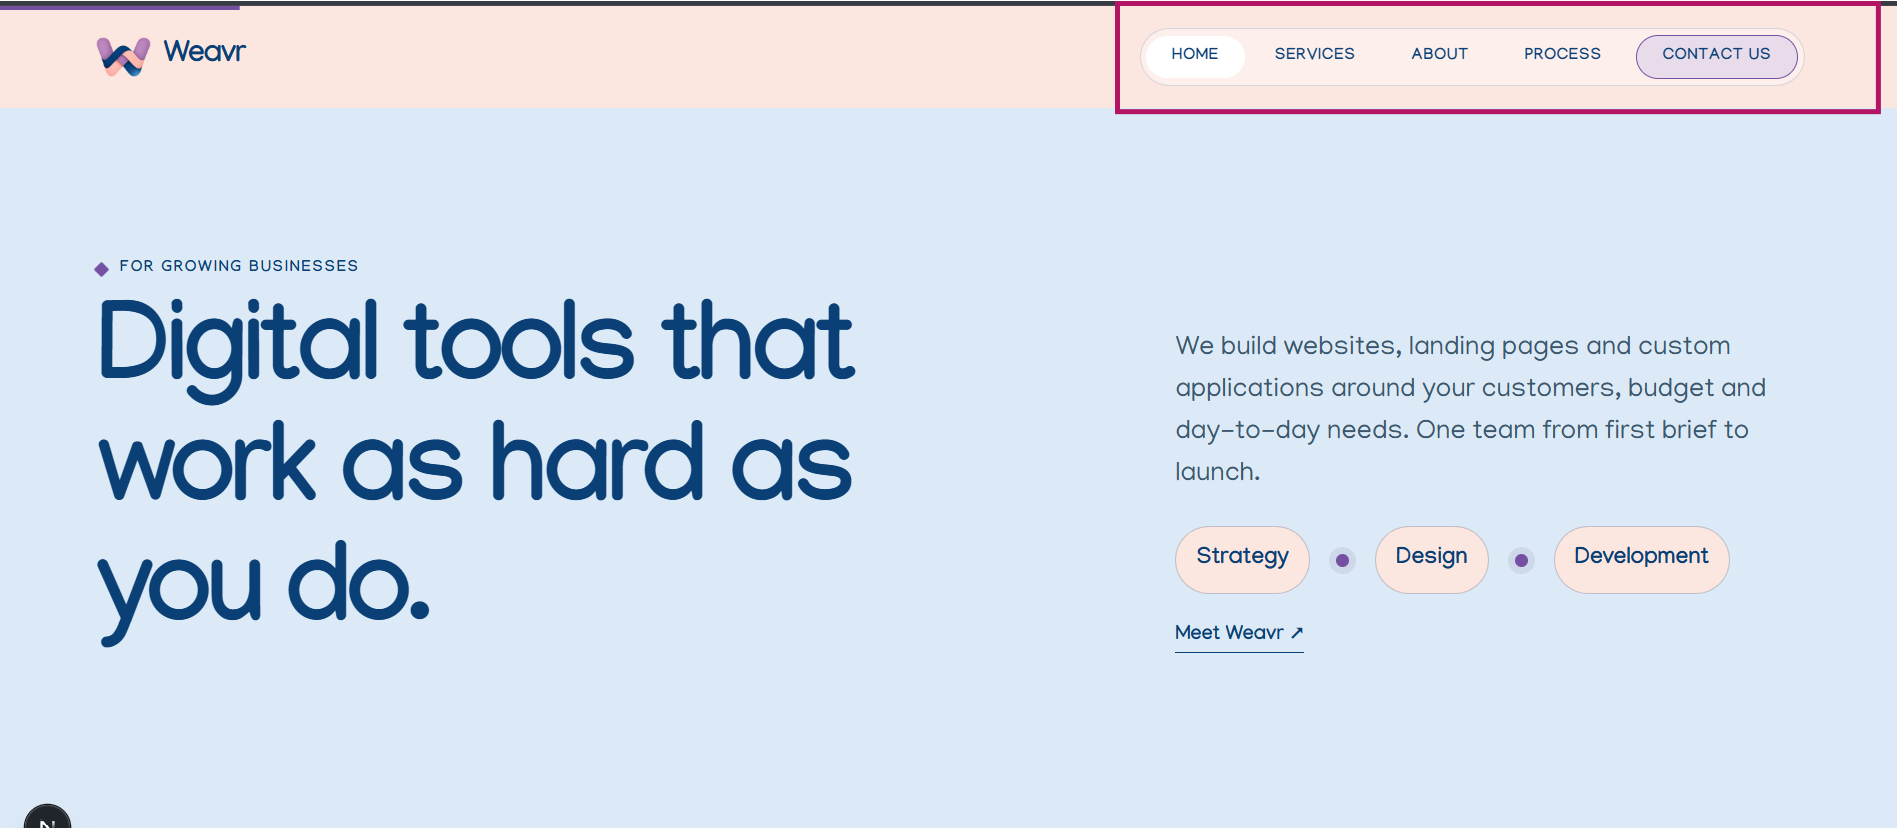 Weavr
HOME
SERVICES
ABOUT
PROCESS
CONTACT US
FOR GROWING BUSINESSES
Digital tools that
work as hard as
you do.
We build websites, landing pages and custom
applications around your customers, budget and
day-to-day needs. One team from first brief to
launch.
Strategy
Design
Development
Meet Weavr ↗